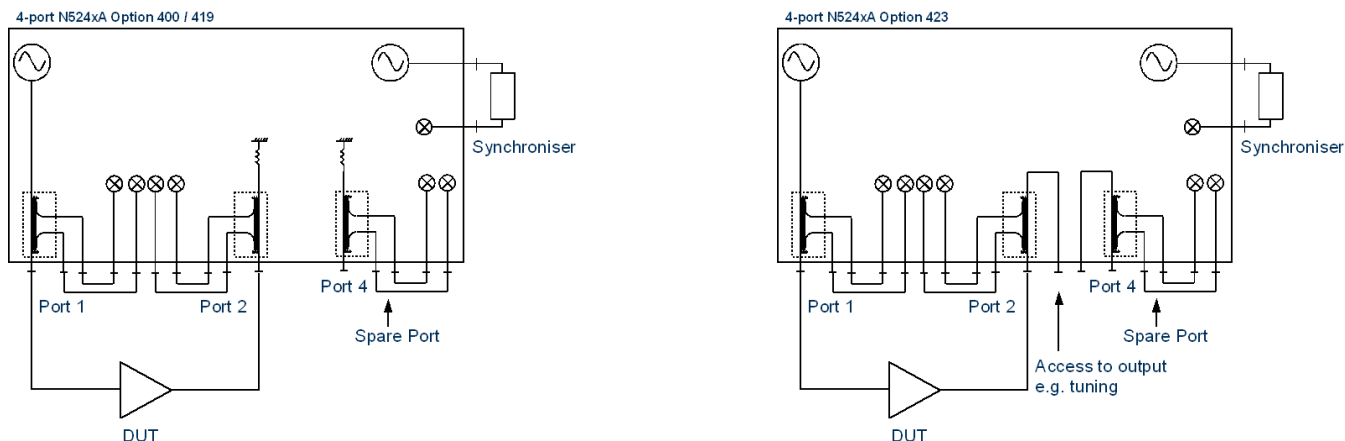 4-port N524xA Option 400 / 419
Synchroniser
Port 1
Port 2
Port 4
Spare Port
DUT
4-port N524xA Option 423
Synchroniser
Port 1
Port 2
Port 4
Spare Port
Access to output
e.g. tuning
DUT